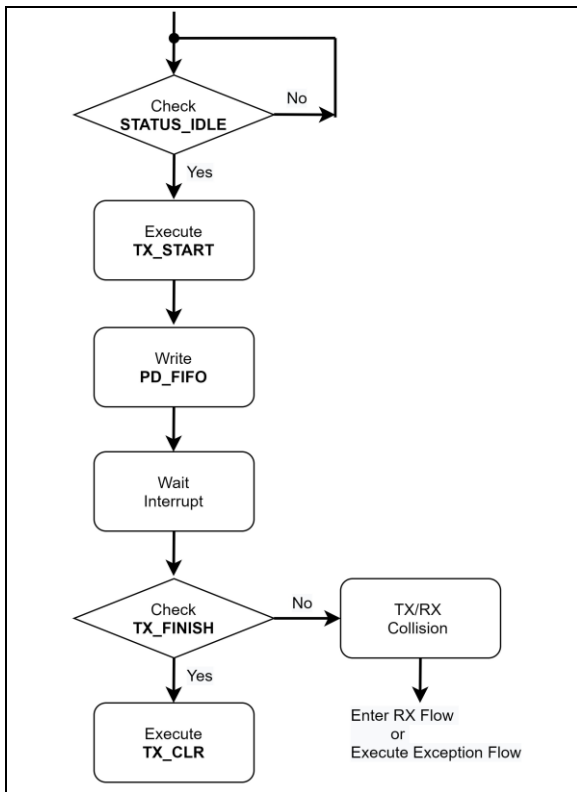 Check
STATUS_IDLE
No
Yes
Execute
TX_START
Write
PD_FIFO
Wait
Interrupt
Check
TX_FINISH
No
TX/RX
Collision
Yes
Execute
TX_CLR
Enter RX Flow
or
Execute Exception Flow